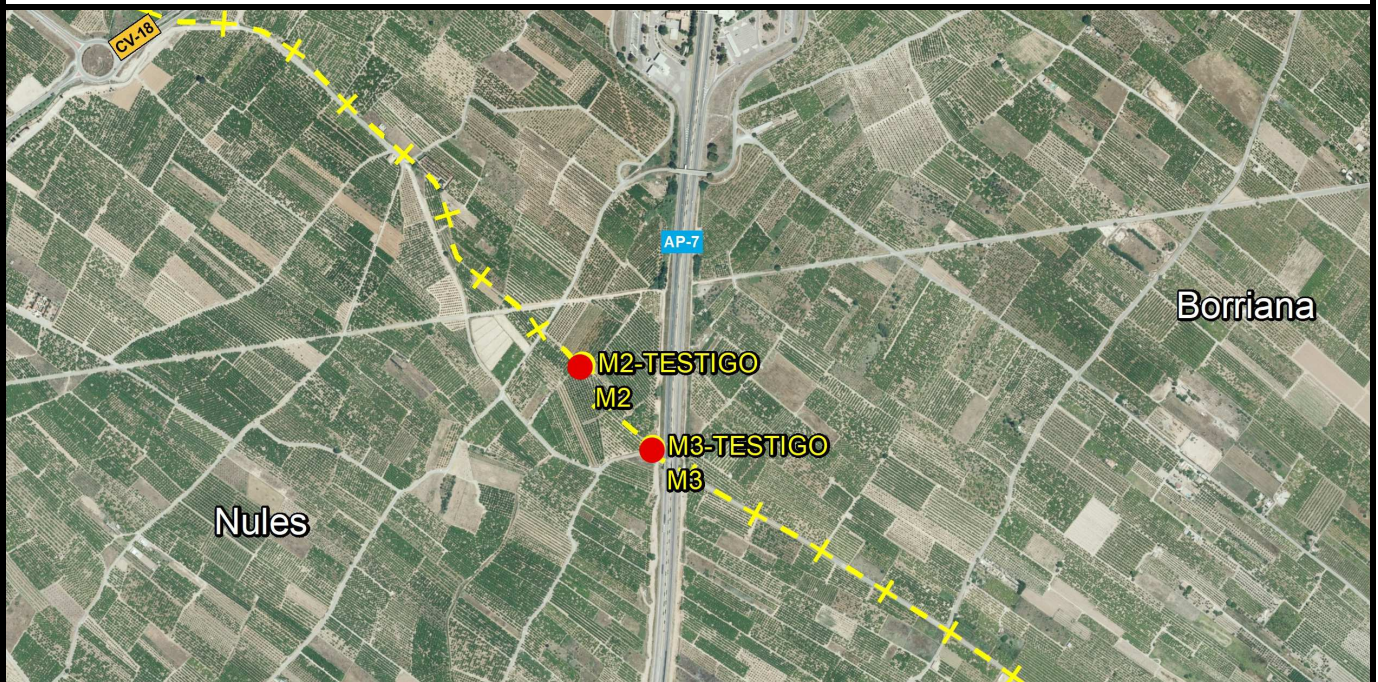 CV-18
AP-7
Borriana
M2-TESTIGO
M2
M3-TESTIGO
M3
Nules